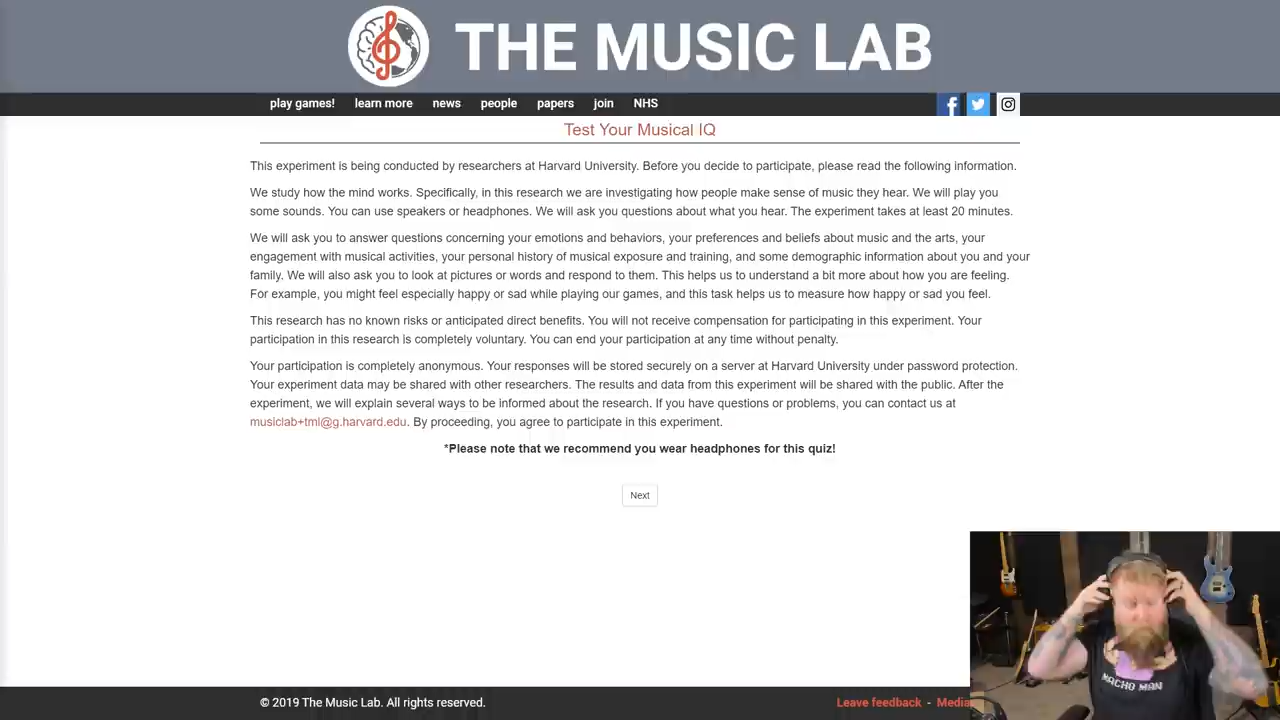 THE MUSIC LAB
play games! learn more news people papers join NHS
Test Your Musical IQ
This experiment is being conducted by researchers at Harvard University. Before you decide to participate, please read the following information.
We study how the mind works. Specifically, in this research we are investigating how people make sense of music they hear. We will play you
some sounds. You can use speakers or headphones. We will ask you questions about what you hear. The experiment takes at least 20 minutes.
We will ask you to answer questions concerning your emotions and behaviors, your preferences and beliefs about music and the arts, your
engagement with musical activities, your personal history of musical exposure and training, and some demographic information about you and your
family. We will also ask you to look at pictures or words and respond to them. This helps us to understand a bit more about how you are feeling.
For example, you might feel especially happy or sad while playing our games, and this task helps us to measure how happy or sad you feel.
This research has no known risks or anticipated direct benefits. You will not receive compensation for participating in this experiment. Your
participation in this research is completely voluntary. You can end your participation at any time without penalty.
Your participation is completely anonymous. Your responses will be stored securely on a server at Harvard University under password protection.
Your experiment data may be shared with other researchers. The results and data from this experiment will be shared with the public. After the
experiment, we will explain several ways to be informed about the research. If you have questions or problems, you can contact us at
musiclab+tml@g.harvard.edu. By proceeding, you agree to participate in this experiment.
*Please note that we recommend you wear headphones for this quiz!
Next
MACHO MAN
© 2019 The Music Lab. All rights reserved.
Leave feedback - Media